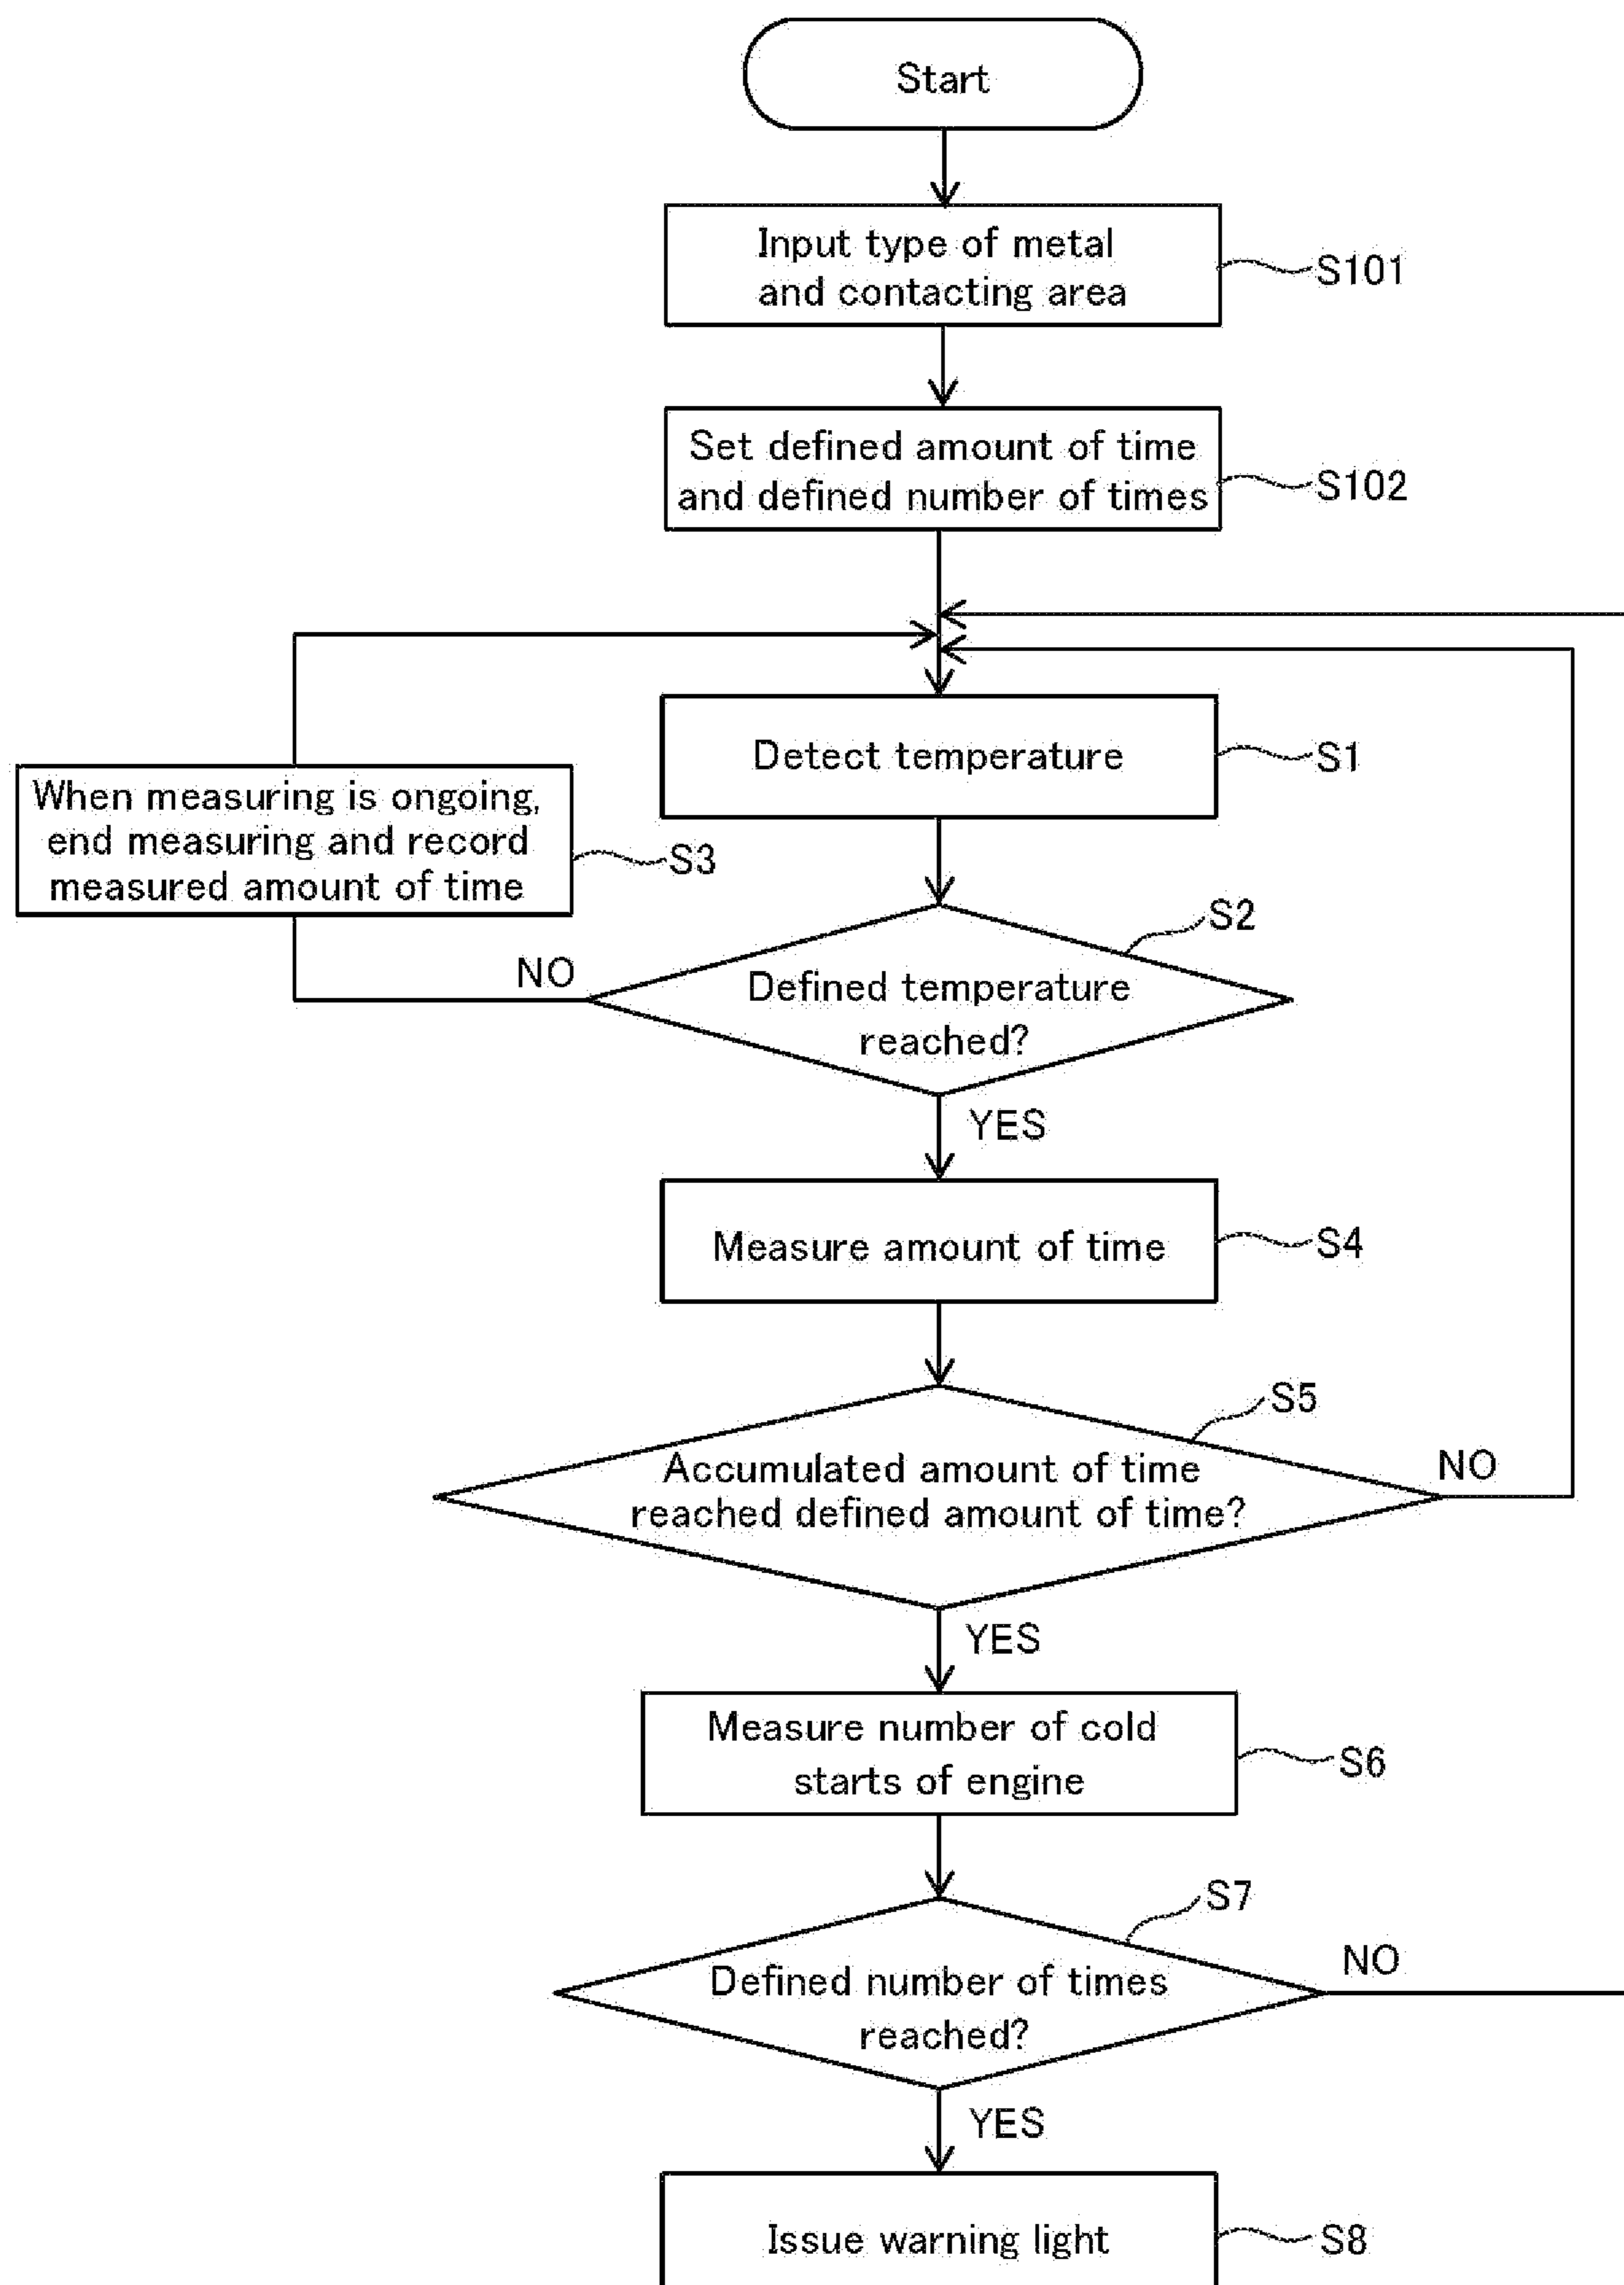 Start
Input type of metal
and contacting area
S101
Set defined amount of time
and defined number of times
S102
Detect temperature
S1
When measuring is ongoing,
end measuring and record
measured amount of time
S3
S2
NO
Defined temperature
reached?
YES
Measure amount of time
S4
S5
Accumulated amount of time
reached defined amount of time?
NO
YES
Measure number of cold
starts of engine
S6
S7
Defined number of times
reached?
NO
YES
Issue warning light
S8